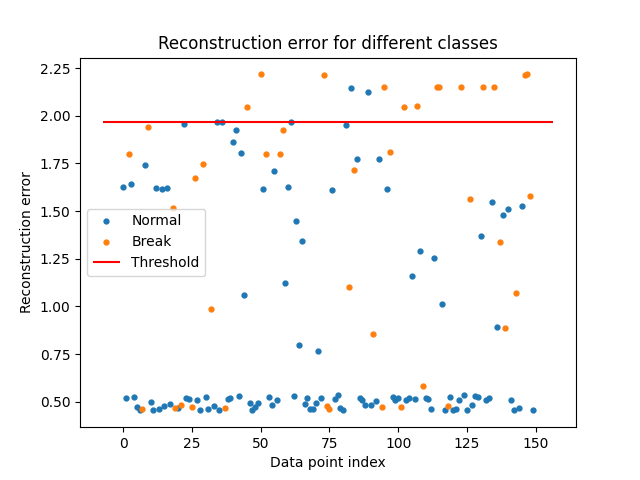 Reconstruction error for different classes
Reconstruction error
2.25
2.00
1.75
1.50
1.25
1.00
0.75
0.50
Normal
Break
Threshold
0
25
50
75
100
125
150
Data point index